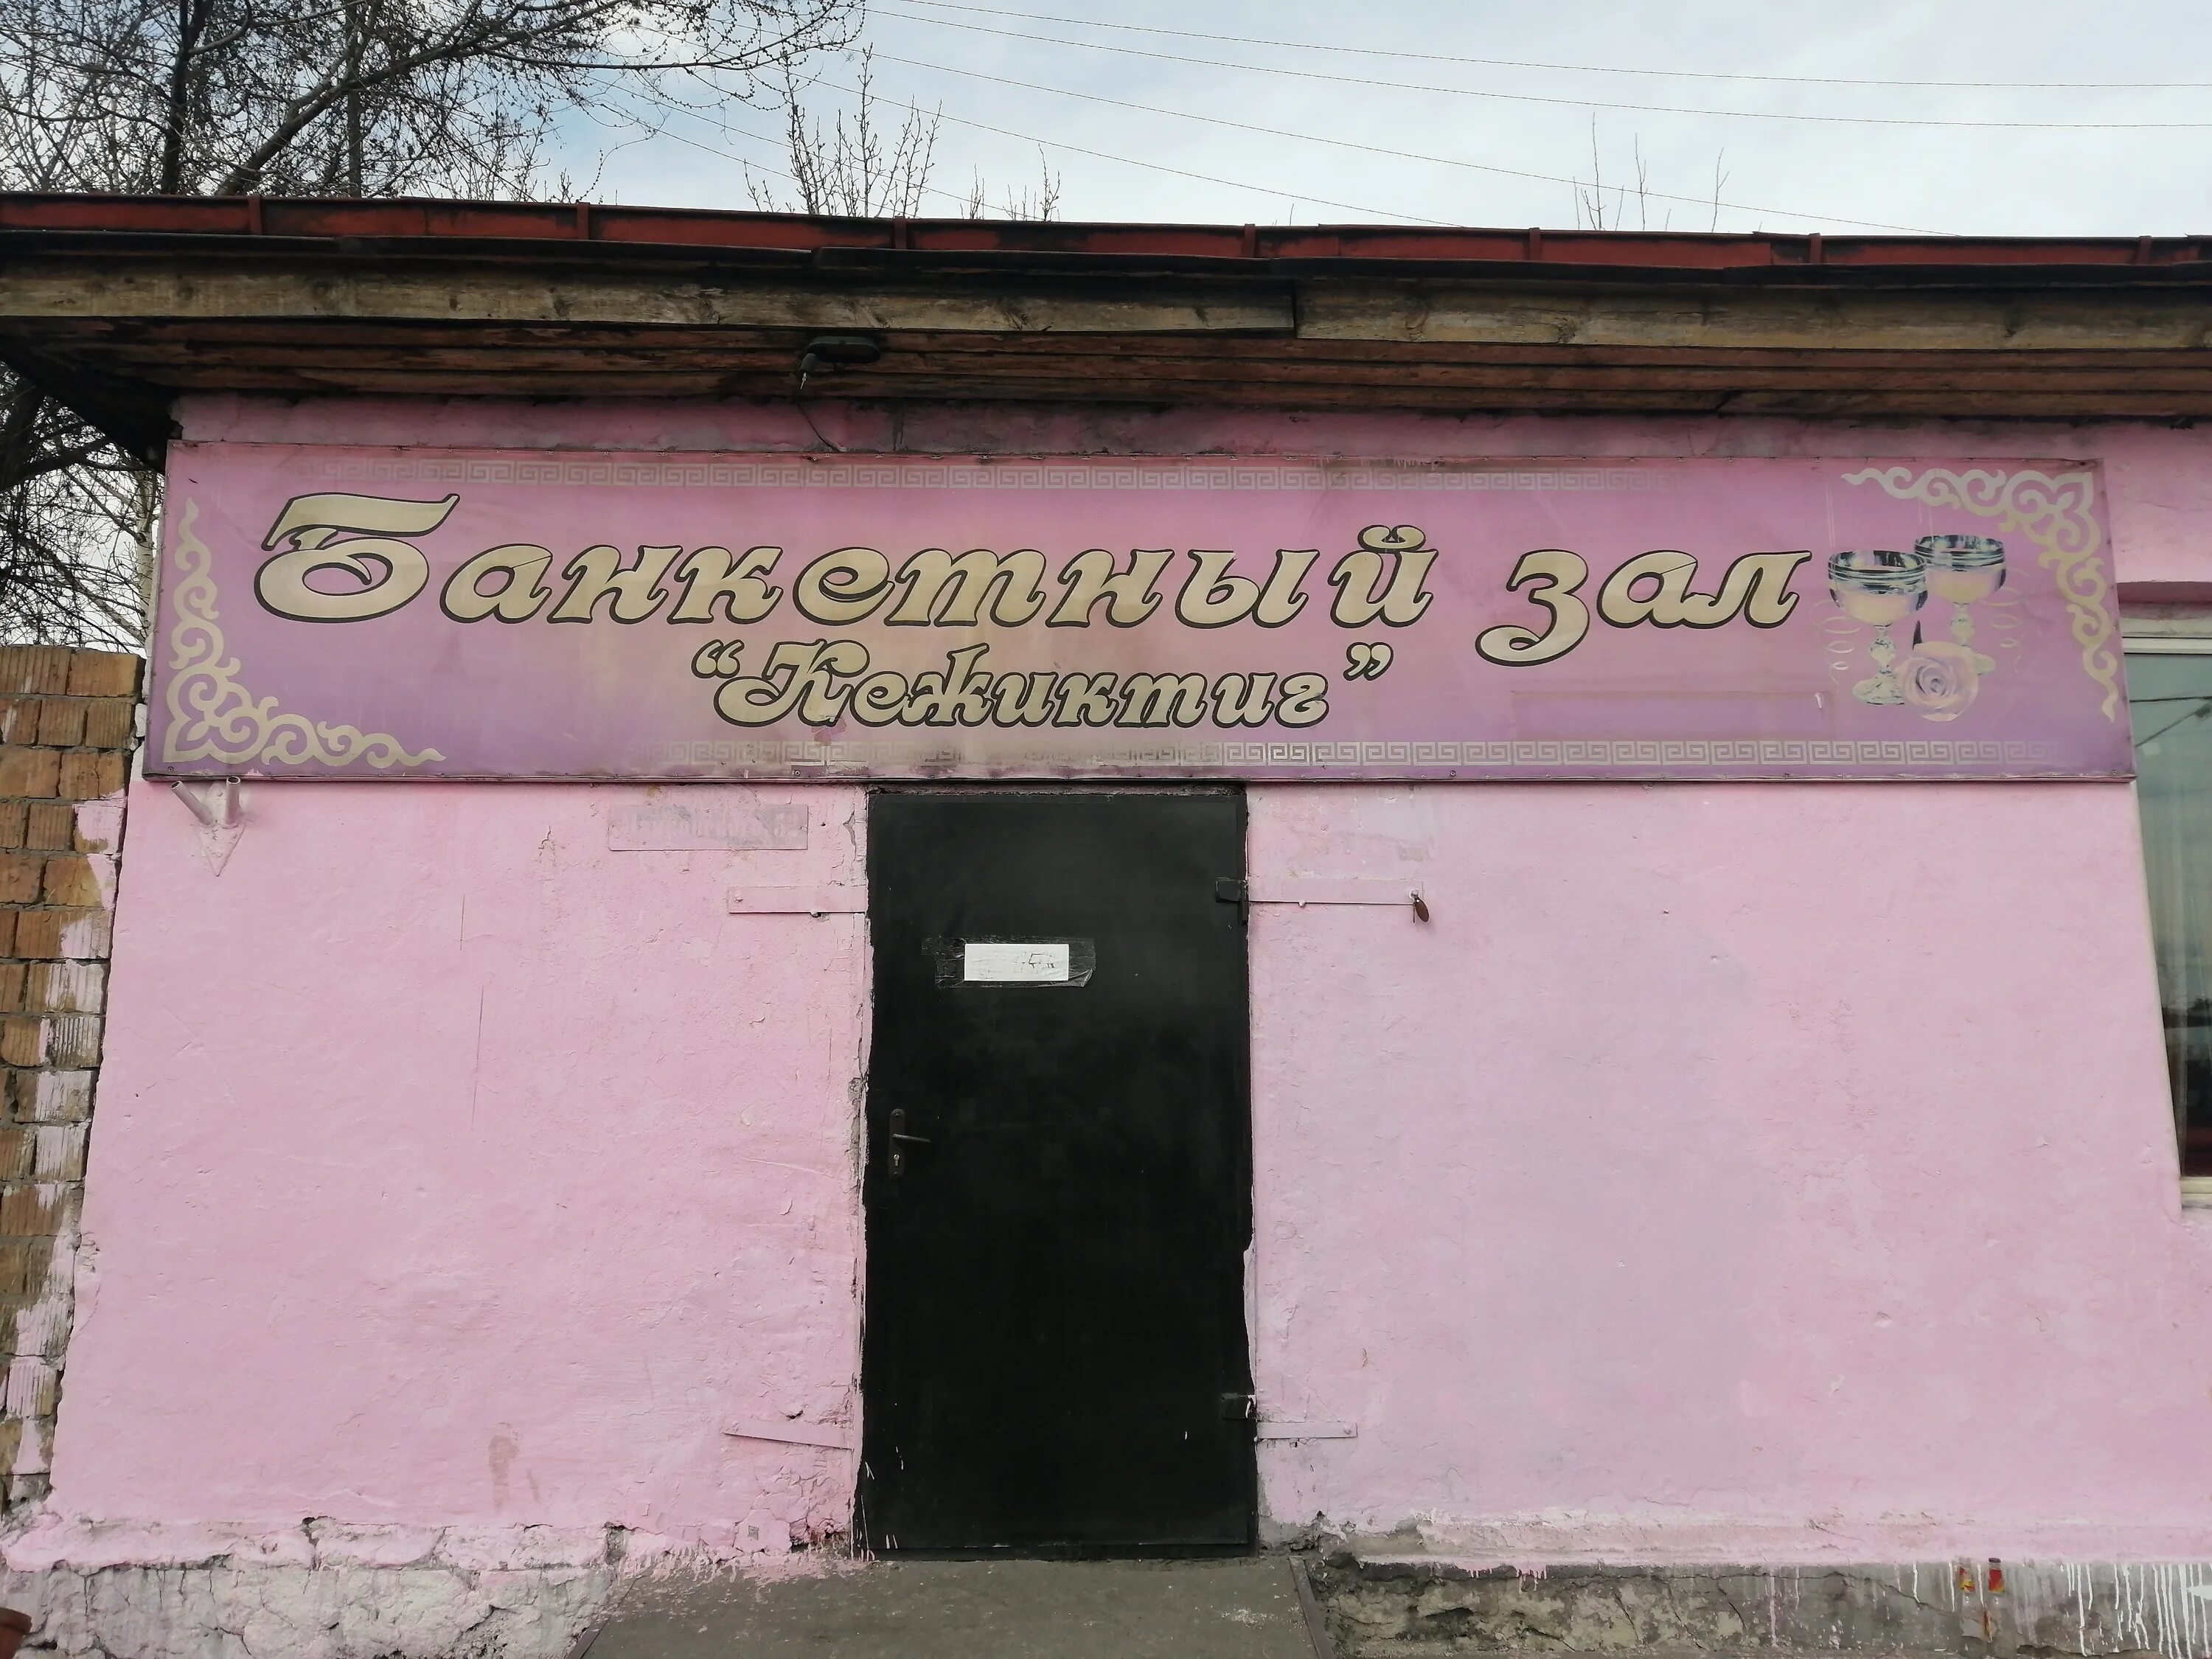 Банкетный зал
“Кежиктиг”